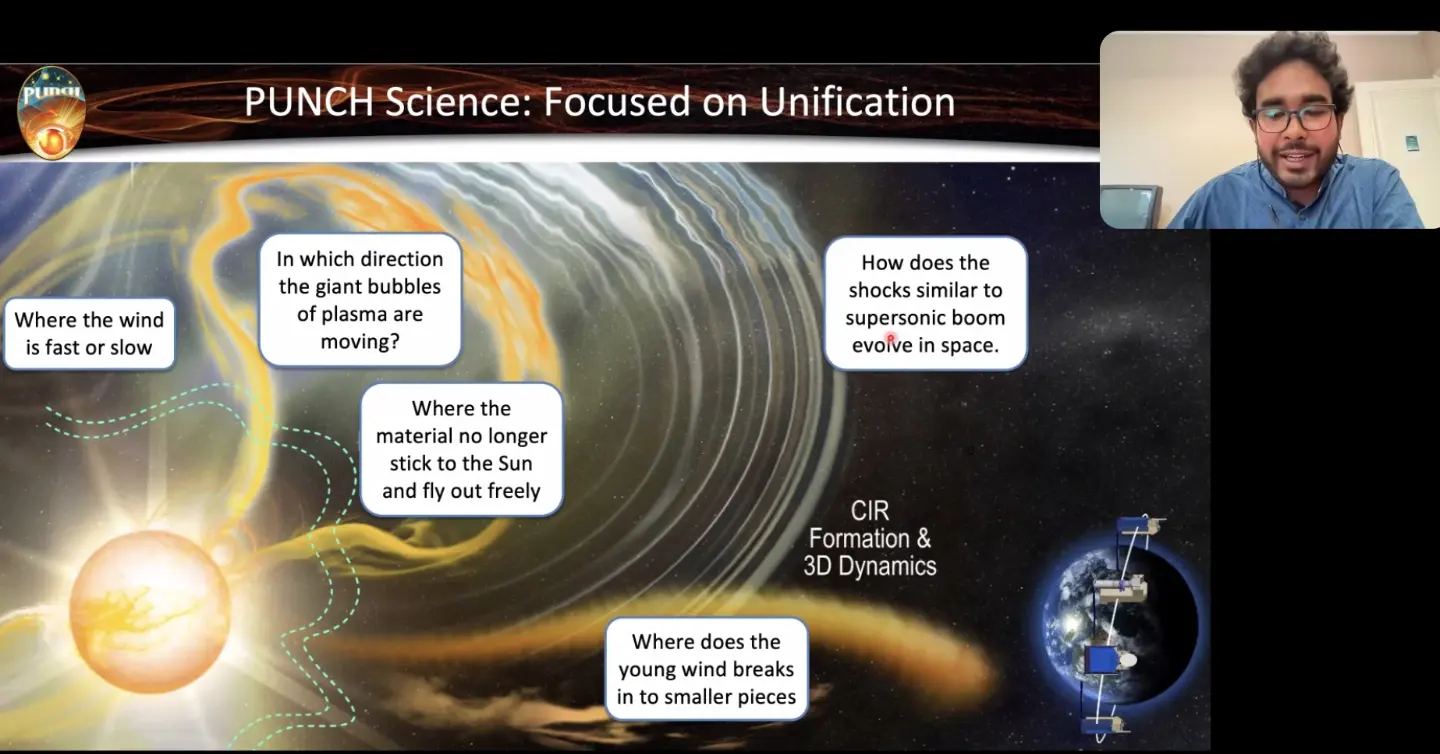 PUNCH
PUNCH Science: Focused on Unification
Where the wind
is fast or slow
In which direction
the giant bubbles
of plasma are
moving?
Where the
material no longer
stick to the Sun
and fly out freely
How does the
shocks similar to
supersonic boom
evolve in space.
CIR
Formation &
3D Dynamics
Where does the
young wind breaks
in to smaller pieces